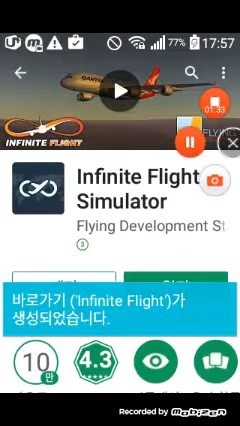 77% 17:57
QANTAS
01:33
INFINITE FLIGHT
FLYING
Infinite Flight
Simulator
Flying Development St
3
바로가기 ('Infinite Flight')가
생성되었습니다.
10
만
4.3
Recorded by Mobizen